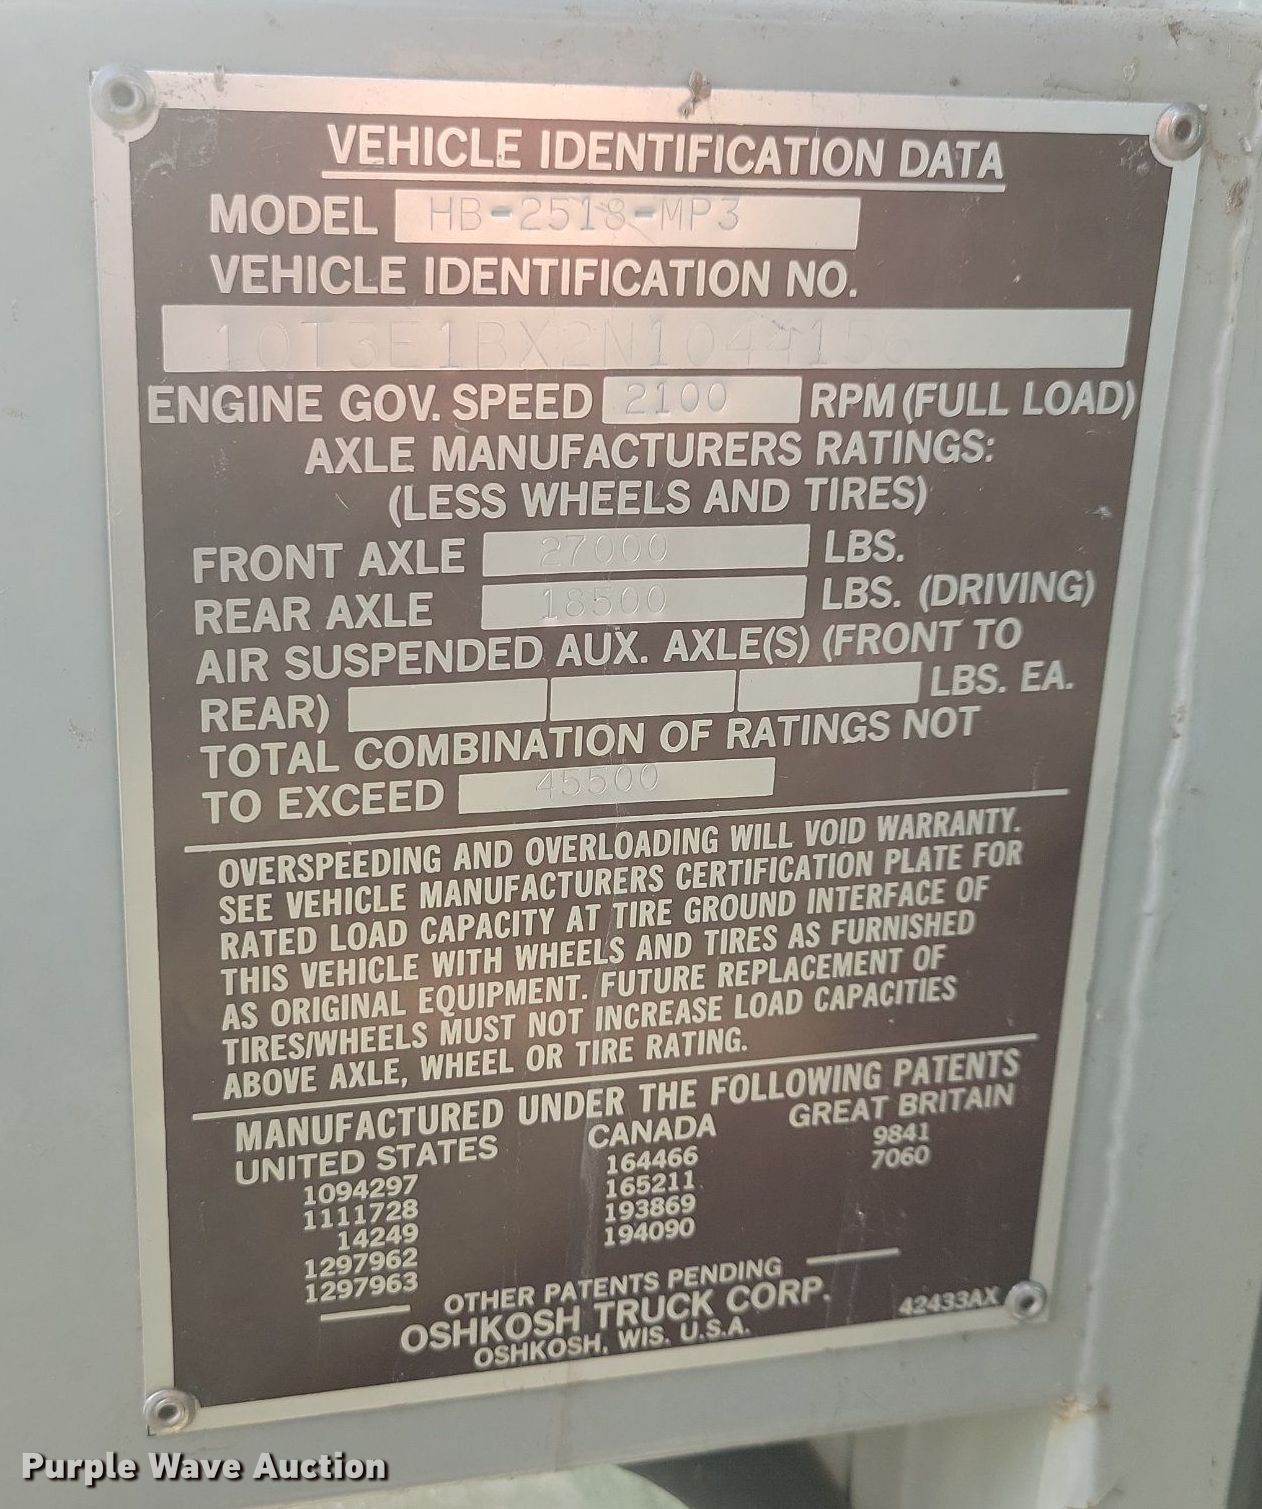 VEHICLE IDENTIFICATION DATA
MODEL HB-2518-MP3
VEHICLE IDENTIFICATION NO.
10T3E1BX2N1044156
ENGINE GOV. SPEED 2100 RPM (FULL LOAD)
AXLE MANUFACTURERS RATINGS:
(LESS WHEELS AND TIRES)
FRONT AXLE 27000 LBS.
REAR AXLE 18500 LBS. (DRIVING)
AIR SUSPENDED AUX. AXLE(S) (FRONT TO
REAR) LBS. EA.
TOTAL COMBINATION OF RATINGS NOT
TO EXCEED 45500
OVERSPEEDING AND OVERLOADING WILL VOID WARRANTY.
SEE VEHICLE MANUFACTURERS CERTIFICATION PLATE FOR
RATED LOAD CAPACITY AT TIRE GROUND INTERFACE OF
THIS VEHICLE WITH WHEELS AND TIRES AS FURNISHED
AS ORIGINAL EQUIPMENT. FUTURE REPLACEMENT OF
TIRES/WHEELS MUST NOT INCREASE LOAD CAPACITIES
ABOVE AXLE, WHEEL OR TIRE RATING.
MANUFACTURED UNDER THE FOLLOWING PATENTS
UNITED STATES CANADA GREAT BRITAIN
1094297 164466 9841
1111728 165211 7060
14249 193869
1297962 194090
1297963
OTHER PATENTS PENDING
OSHKOSH TRUCK CORP.
OSHKOSH, WIS. U.S.A.
42433AX
Purple Wave Auction